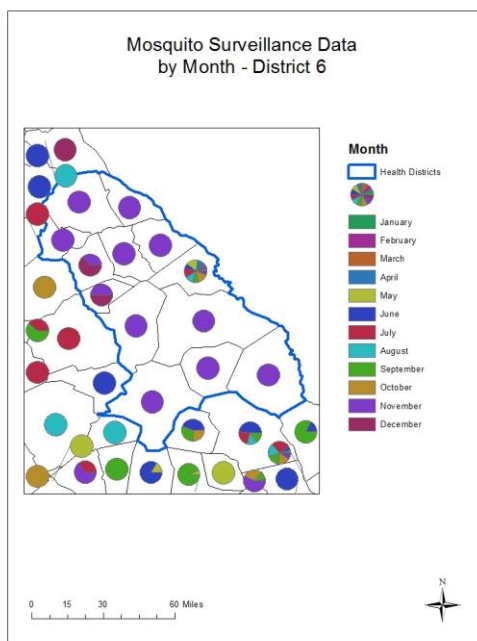 Mosquito Surveillance Data
by Month - District 6
Month
Health Districts
January
February
March
April
May
June
July
August
September
October
November
December
N
0 15 30 60 Miles